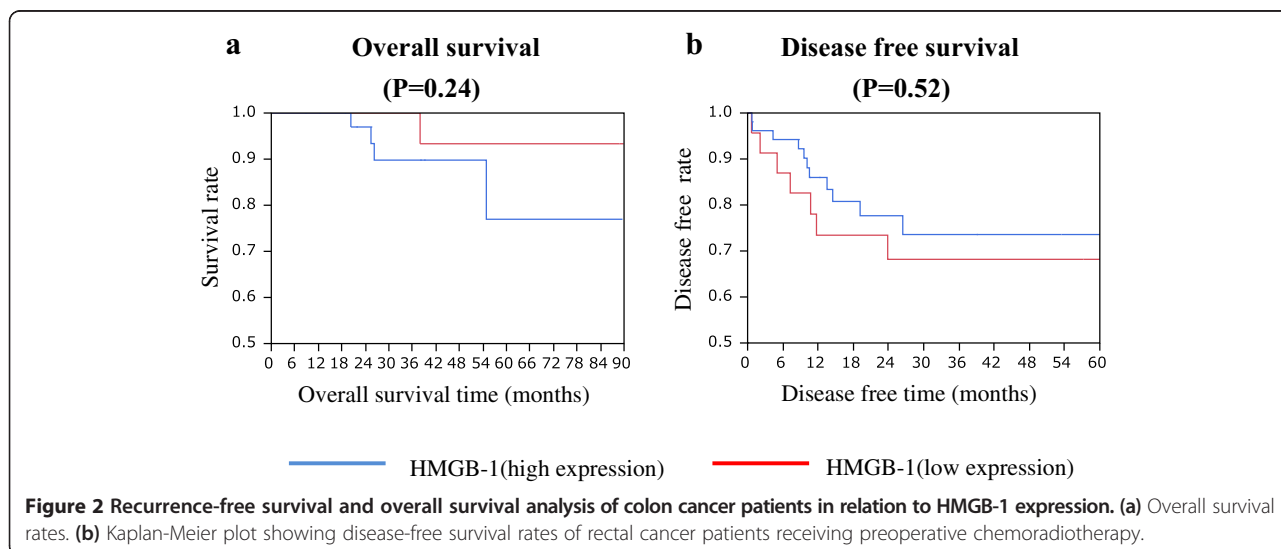 a Overall survival
(P=0.24)
b Disease free survival
(P=0.52)
1.0
0.9
0.8
0.7
0.6
0.5
Survival rate
0 6 12 18 24 30 36 42 48 54 60 66 72 78 84 90
Overall survival time (months)
1.0
0.9
0.8
0.7
0.6
0.5
Disease free rate
0 6 12 18 24 30 36 42 48 54 60
Disease free time (months)
HMGB-1(high expression) HMGB-1(low expression)
Figure 2 Recurrence-free survival and overall survival analysis of colon cancer patients in relation to HMGB-1 expression. (a) Overall survival
rates. (b) Kaplan-Meier plot showing disease-free survival rates of rectal cancer patients receiving preoperative chemoradiotherapy.